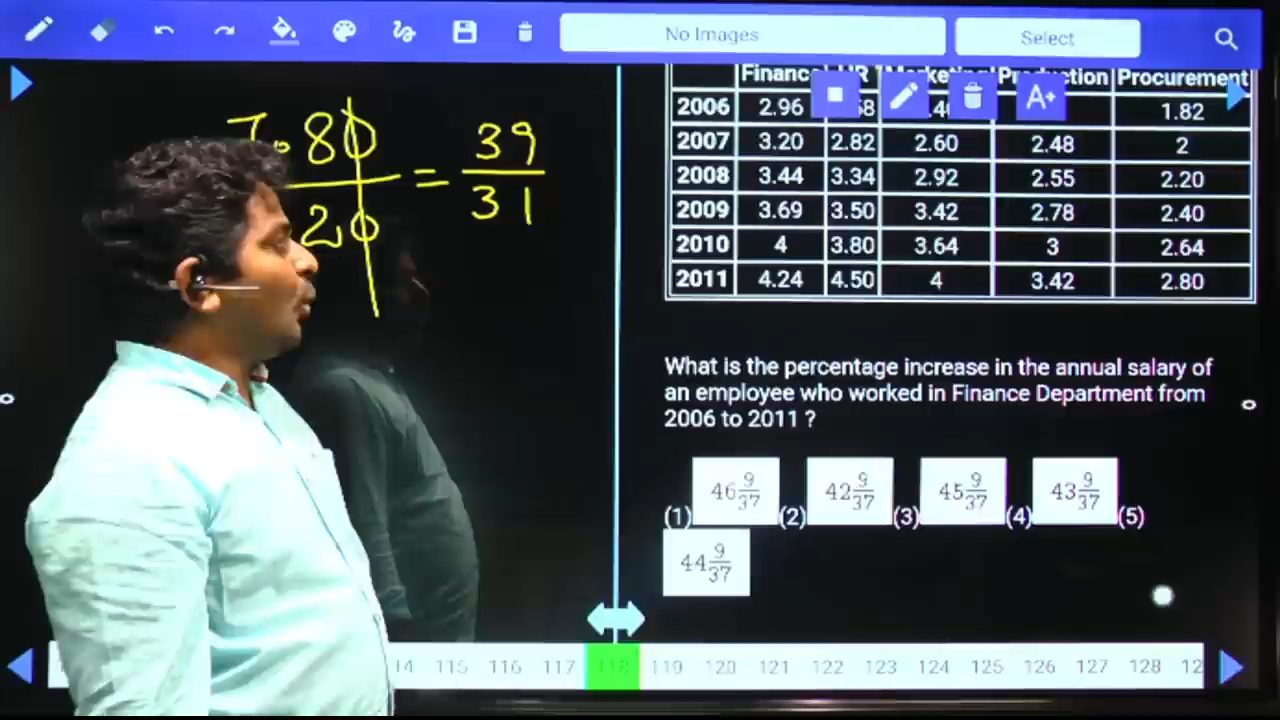 No Images
Select
Finance HR Marketing Production Procurement
2006 2.96 1.82
2007 3.20 2.82 2.60 2.48 2
2008 3.44 3.34 2.92 2.55 2.20
2009 3.69 3.50 3.42 2.78 2.40
2010 4 3.80 3.64 3 2.64
2011 4.24 4.50 4 3.42 2.80
A+
80 = 39
20 31
What is the percentage increase in the annual salary of
an employee who worked in Finance Department from
2006 to 2011 ?
(1) 46 9/37 (2) 42 9/37 (3) 45 9/37 (4) 43 9/37 (5)
44 9/37
14 115 116 117 118 119 120 121 122 123 124 125 126 127 128 12